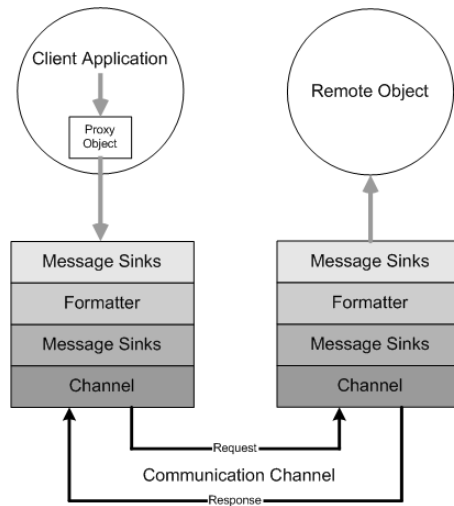 Client Application
Proxy
Object
Remote Object
Message Sinks
Formatter
Message Sinks
Channel
Message Sinks
Formatter
Message Sinks
Channel
Request
Communication Channel
Response